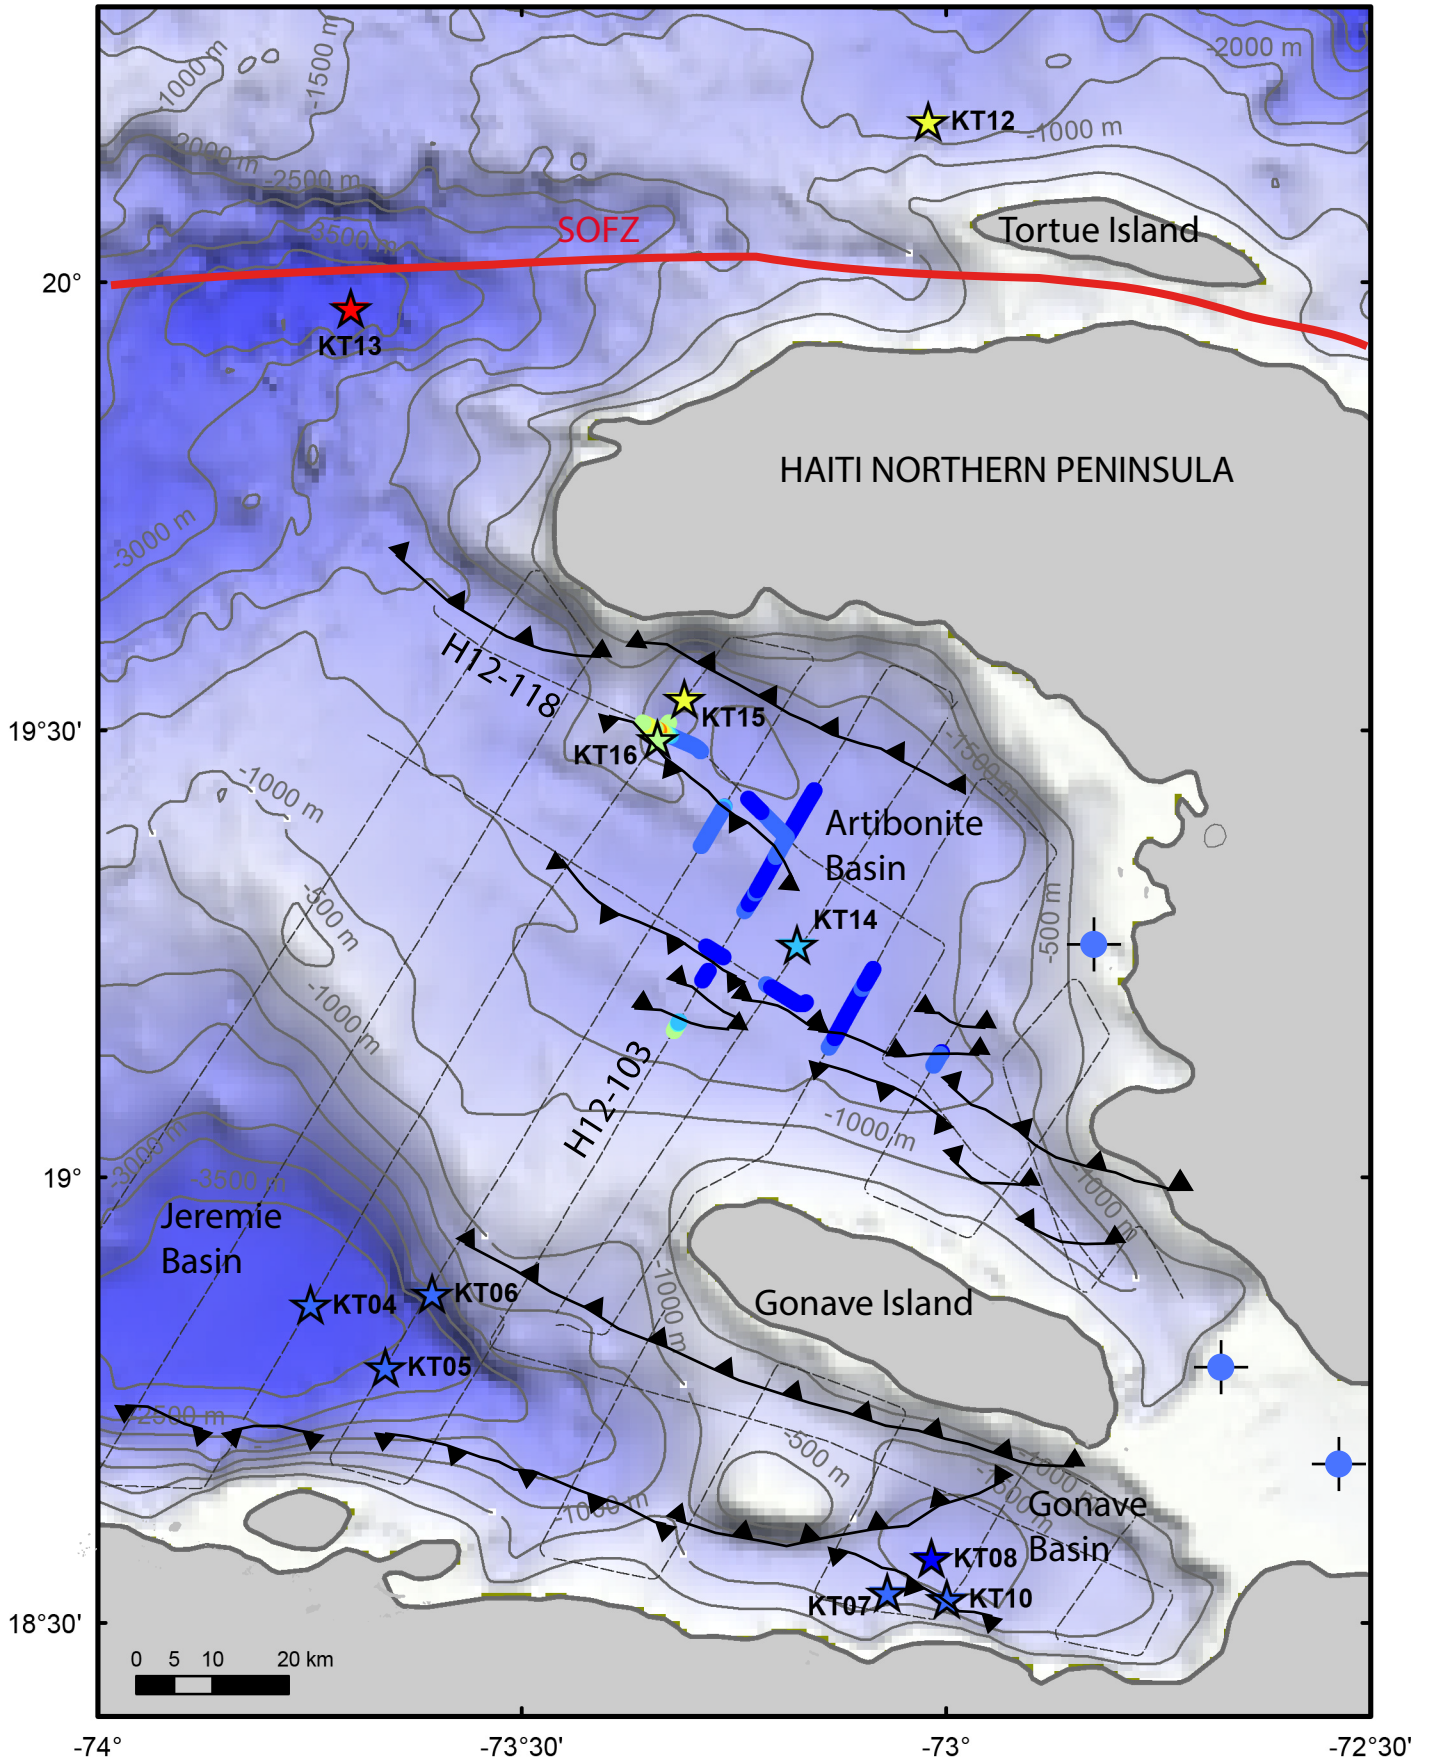 -1000 m
-1500 m
-2000 m
KT12
-1000 m
-2000 m
-2500 m
-3500 m
SOFZ
Tortue Island
20°
KT13
HAITI NORTHERN PENINSULA
-3000 m
H12-118
KT15
19°30'
KT16
-1500 m
-1000 m
Artibonite
Basin
-500 m
KT14
-500 m
-1000 m
H12-103
-1000 m
-3000 m
19°
-3500 m
-1000 m
Jeremie
Basin
KT04
KT06
-1000 m
Gonave Island
KT05
-2500 m
-500 m
-1000 m
-1500 m
-1000 m
Gonave
Basin
KT08
KT07
KT10
18°30'
0 5 10 20 km
-74°
-73°30'
-73°
-72°30'